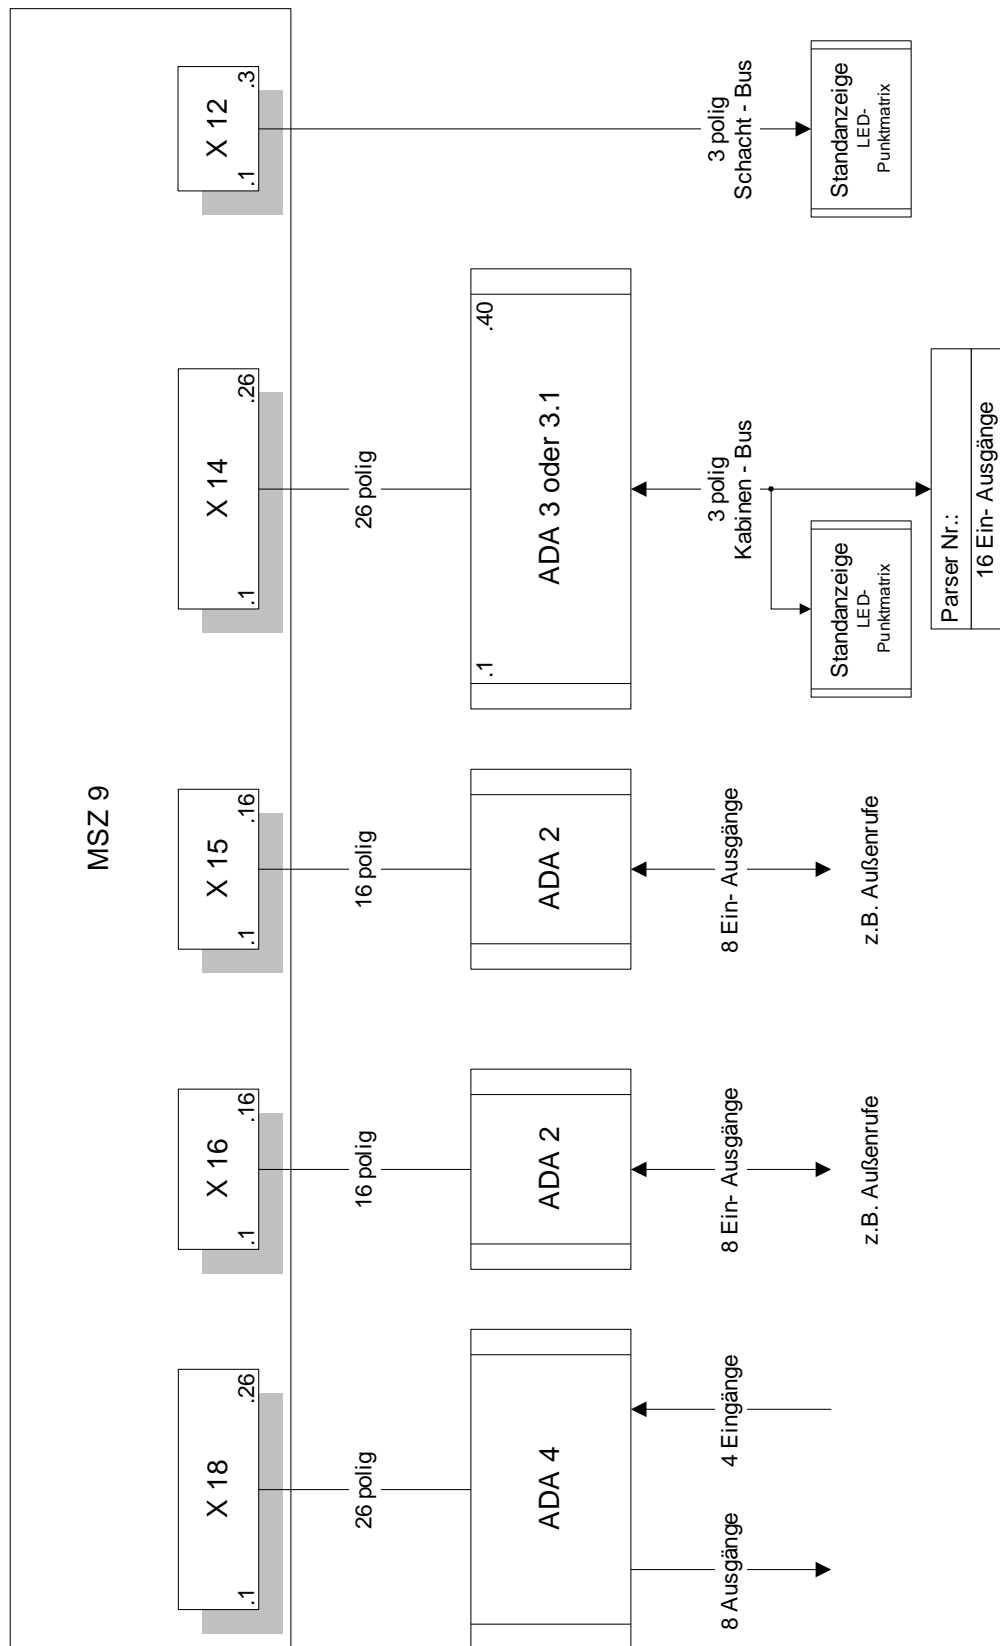 MSZ 9
X 18
.1
.26
X 16
.1
.16
X 15
.1
.16
X 14
.1
.26
X 12
.1
.3
26 polig
16 polig
16 polig
26 polig
ADA 4
ADA 2
ADA 2
.1
.40
ADA 3 oder 3.1
8 Ausgänge
4 Eingänge
8 Ein- Ausgänge
8 Ein- Ausgänge
3 polig
Kabinen - Bus
3 polig
Schacht - Bus
z.B. Außenrufe
z.B. Außenrufe
Standanzeige
LED-
Punktmatrix
Standanzeige
LED-
Punktmatrix
Parser Nr.:
16 Ein- Ausgänge